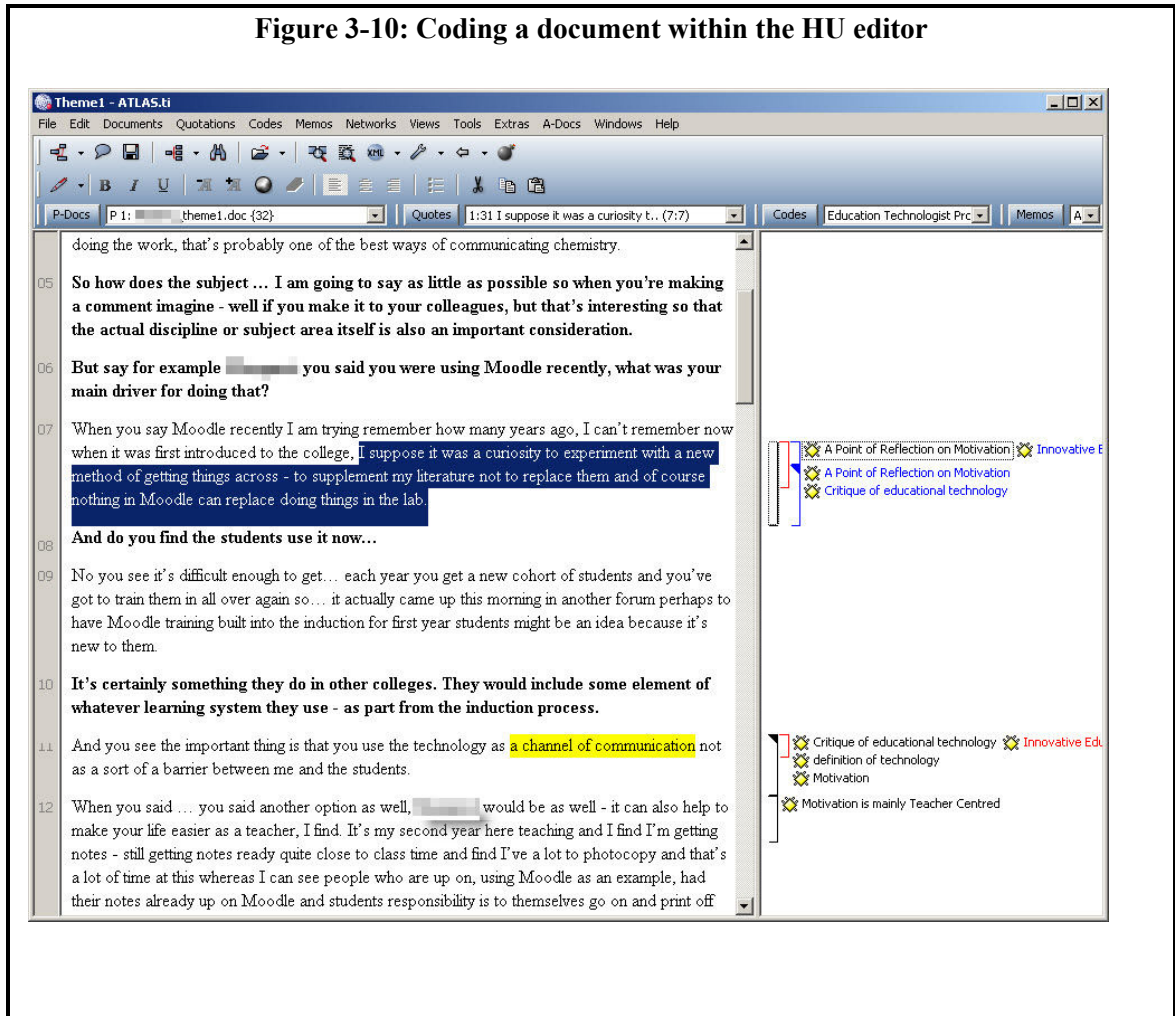 Figure 3-10: Coding a document within the HU editor
Theme1 - ATLAS.ti
File Edit Documents Quotations Codes Memos Networks Views Tools Extras A-Docs Windows Help
XML
B I U
P-Docs P 1: _theme1.doc {32} Quotes 1:31 I suppose it was a curiosity t.. (7:7) Codes Education Technologist Prc Memos A
doing the work, that's probably one of the best ways of communicating chemistry.
05 So how does the subject … I am going to say as little as possible so when you're making
a comment imagine - well if you make it to your colleagues, but that's interesting so that
the actual discipline or subject area itself is also an important consideration.
06 But say for example you said you were using Moodle recently, what was your
main driver for doing that?
07 When you say Moodle recently I am trying remember how many years ago, I can't remember now
when it was first introduced to the college, I suppose it was a curiosity to experiment with a new
method of getting things across - to supplement my literature not to replace them and of course
nothing in Moodle can replace doing things in the lab.
A Point of Reflection on Motivation Innovative E
A Point of Reflection on Motivation
Critique of educational technology
08 And do you find the students use it now…
09 No you see it's difficult enough to get… each year you get a new cohort of students and you've
got to train them in all over again so… it actually came up this morning in another forum perhaps to
have Moodle training built into the induction for first year students might be an idea because it's
new to them.
10 It's certainly something they do in other colleges. They would include some element of
whatever learning system they use - as part from the induction process.
11 And you see the important thing is that you use the technology as a channel of communication not
as a sort of a barrier between me and the students.
Critique of educational technology Innovative Edu
definition of technology
Motivation
12 When you said … you said another option as well, would be as well - it can also help to
make your life easier as a teacher, I find. It's my second year here teaching and I find I'm getting
notes - still getting notes ready quite close to class time and find I've a lot to photocopy and that's
a lot of time at this whereas I can see people who are up on, using Moodle as an example, had
their notes already up on Moodle and students responsibility is to themselves go on and print off
Motivation is mainly Teacher Centred